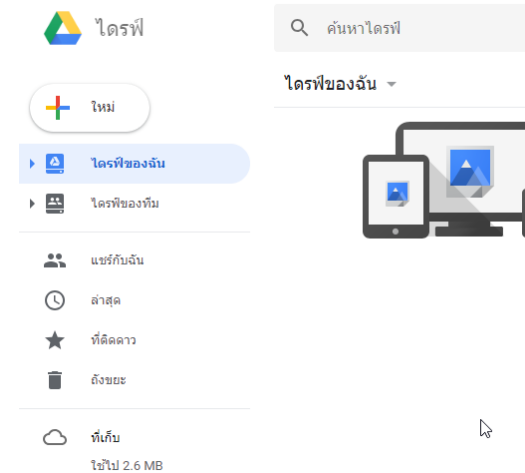 ไดรฟ์
ค้นหาไดรฟ์
ไดรฟ์ของฉัน
ใหม่
ไดรฟ์ของฉัน
ไดรฟ์ของทีม
แชร์กับฉัน
ล่าสุด
ที่ติดดาว
ถังขยะ
ที่เก็บ
ใช้ไป 2.6 MB